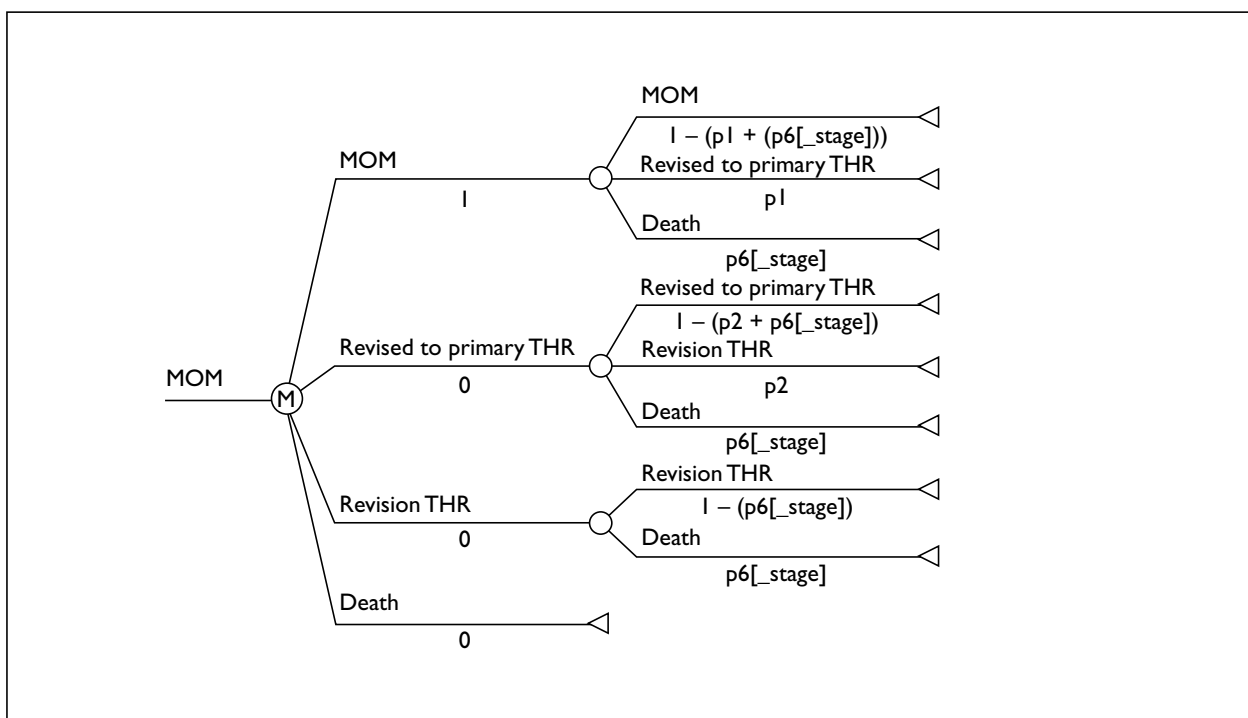 MOM
1 – (p1 + (p6[_stage]))
MOM
1
Revised to primary THR
p1
Death
p6[_stage]
Revised to primary THR
1 – (p2 + p6[_stage])
Revised to primary THR
0
Revision THR
p2
MOM
M
Death
p6[_stage]
Revision THR
1 – (p6[_stage])
Revision THR
0
Death
p6[_stage]
Death
0